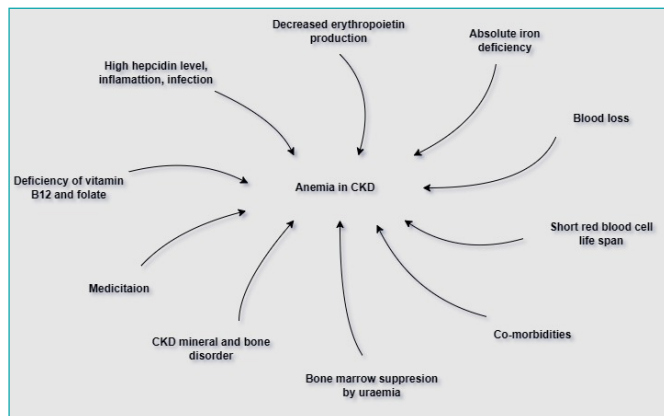 Decreased erythropoietin
production
Absolute iron
deficiency
High hepcidin level,
inflamattion, infection
Blood loss
Deficiency of vitamin
B12 and folate
Anemia in CKD
Short red blood cell
life span
Medicitaion
CKD mineral and bone
disorder
Co-morbidities
Bone marrow suppresion
by uraemia